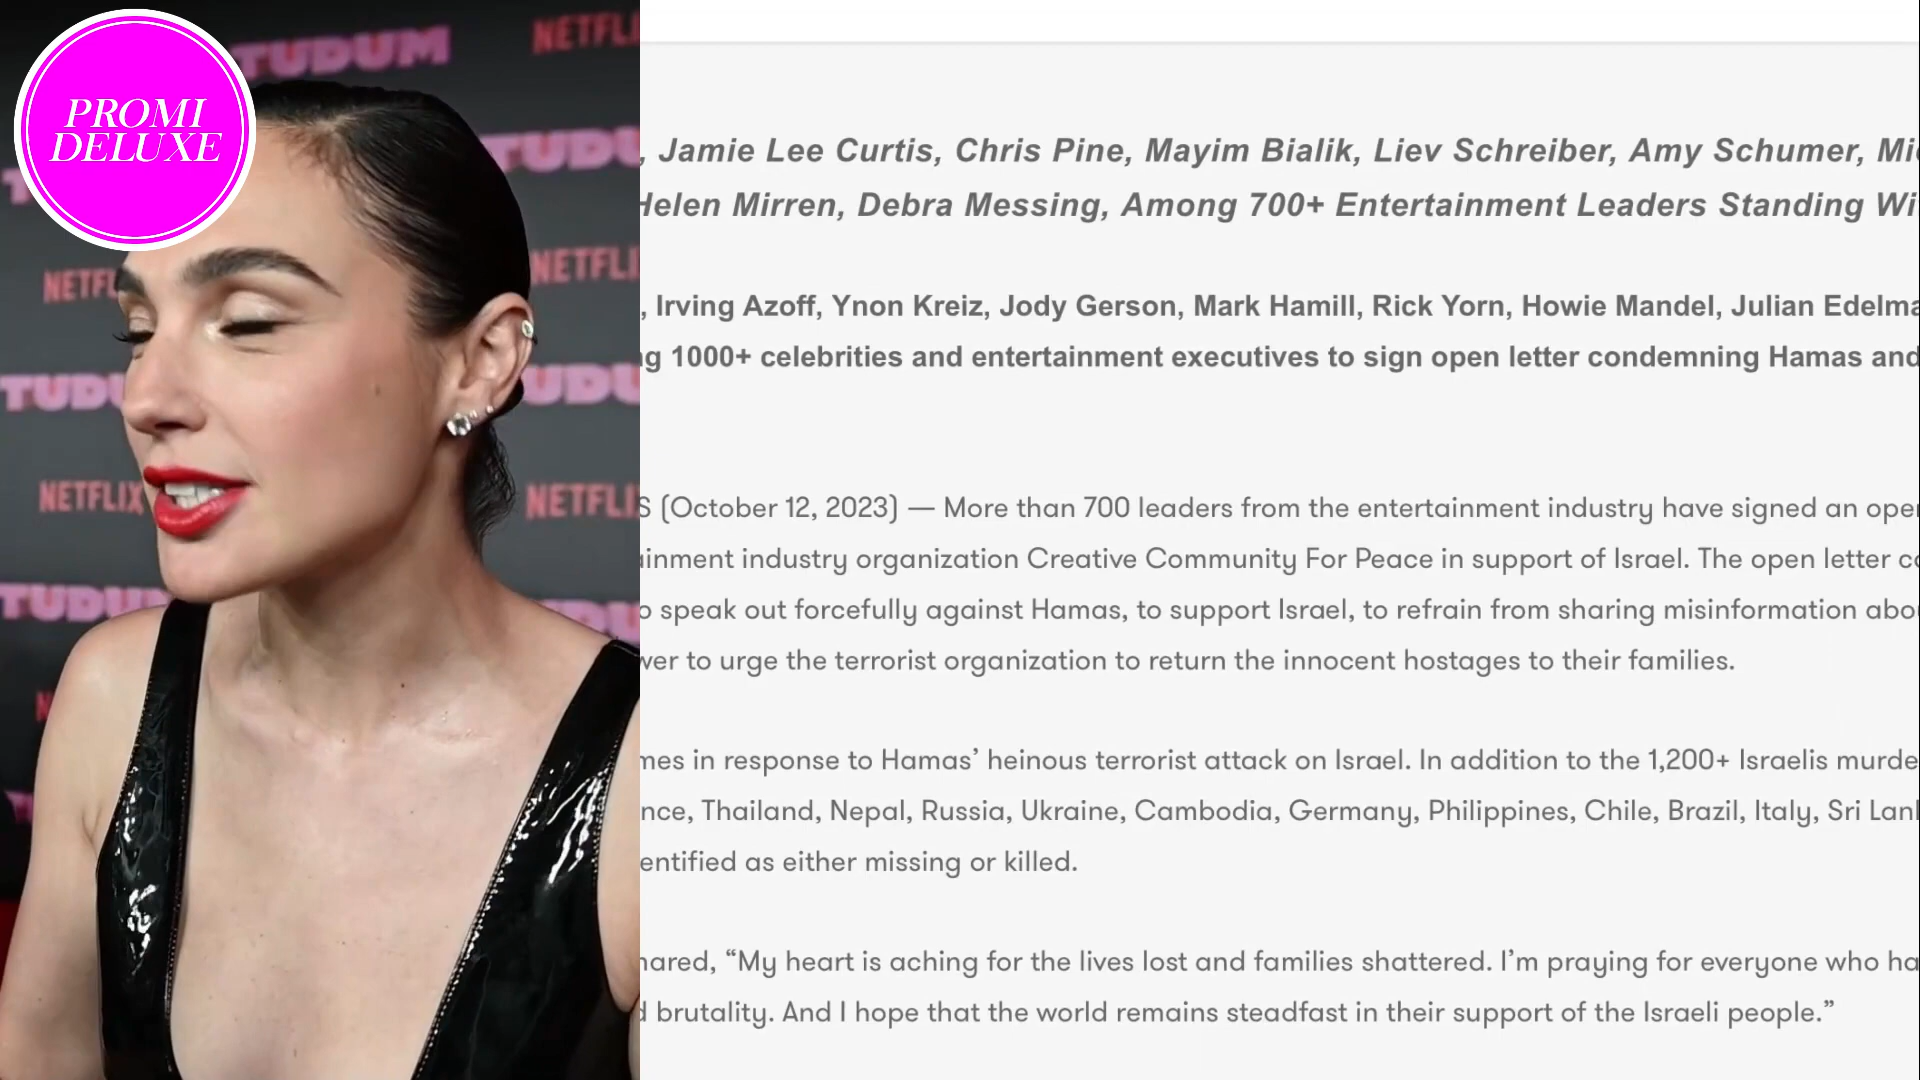 PROMI
DELUXE
TUDUM
NETFLIX
, Jamie Lee Curtis, Chris Pine, Mayim Bialik, Liev Schreiber, Amy Schumer,
Helen Mirren, Debra Messing, Among 700+ Entertainment Leaders Standing
, Irving Azoff, Ynon Kreiz, Jody Gerson, Mark Hamill, Rick Yorn, Howie Mandel, Julian
1000+ celebrities and entertainment executives to sign open letter condemning Hamas and
(October 12, 2023) — More than 700 leaders from the entertainment industry have signed an
industry organization Creative Community For Peace in support of Israel. The open letter
speak out forcefully against Hamas, to support Israel, to refrain from sharing misinformation
to urge the terrorist organization to return the innocent hostages to their families.
in response to Hamas’ heinous terrorist attack on Israel. In addition to the 1,200+ Israelis
Thailand, Nepal, Russia, Ukraine, Cambodia, Germany, Philippines, Chile, Brazil, Italy, Sri
as either missing or killed.
“My heart is aching for the lives lost and families shattered. I’m praying for everyone who
brutality. And I hope that the world remains steadfast in their support of the Israeli people.”